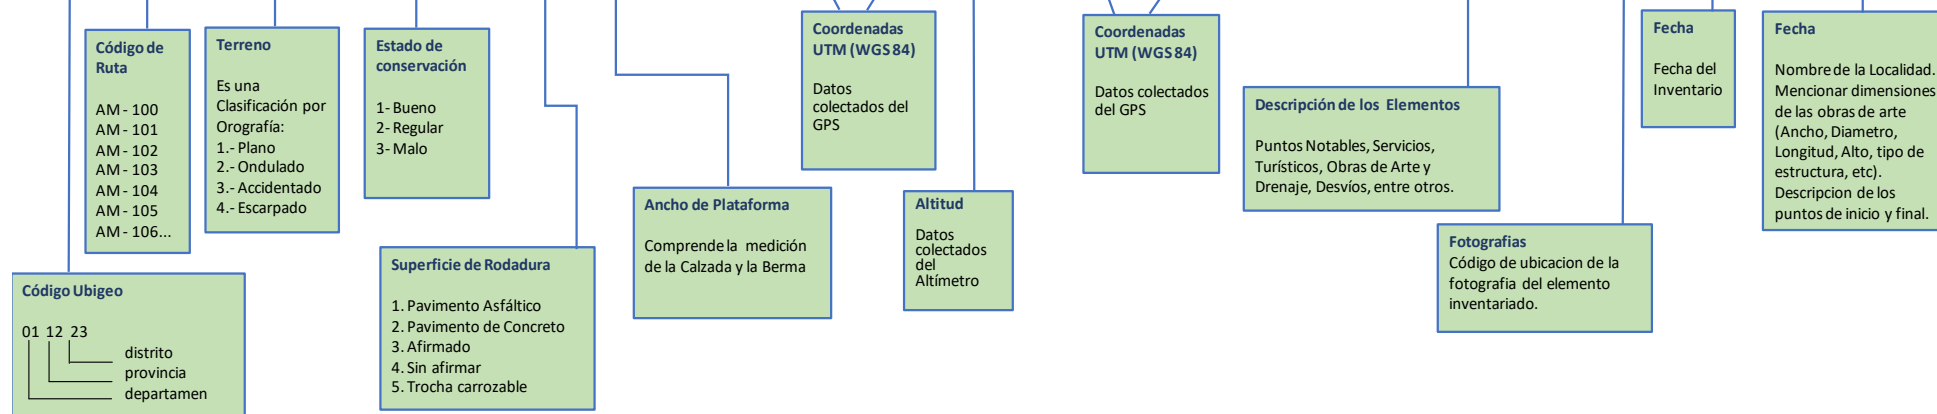 Código de
Ruta
AM - 100
AM - 101
AM - 102
AM - 103
AM - 104
AM - 105
AM - 106...
Terreno
Es una
Clasificación por
Orografía:
1.- Plano
2.- Ondulado
3.- Accidentado
4.- Escarpado
Estado de
conservación
1- Bueno
2- Regular
3- Malo
Coordenadas
UTM (WGS 84)
Datos
colectados del
GPS
Coordenadas
UTM (WGS 84)
Datos colectados
del GPS
Descripción de los Elementos
Puntos Notables, Servicios,
Turísticos, Obras de Arte y
Drenaje, Desvíos, entre otros.
Fecha
Fecha del
Inventario
Fecha
Nombre de la Localidad.
Mencionar dimensiones
de las obras de arte
(Ancho, Diametro,
Longitud, Alto, tipo de
estructura, etc).
Descripcion de los
puntos de inicio y final.
Ancho de Plataforma
Comprende la medición
de la Calzada y la Berma
Altitud
Datos
colectados
del
Altímetro
Fotografias
Código de ubicacion de la
fotografia del elemento
inventariado.
Superficie de Rodadura
1. Pavimento Asfáltico
2. Pavimento de Concreto
3. Afirmado
4. Sin afirmar
5. Trocha carrozable
Código Ubigeo
01 12 23
distrito
provincia
departamen